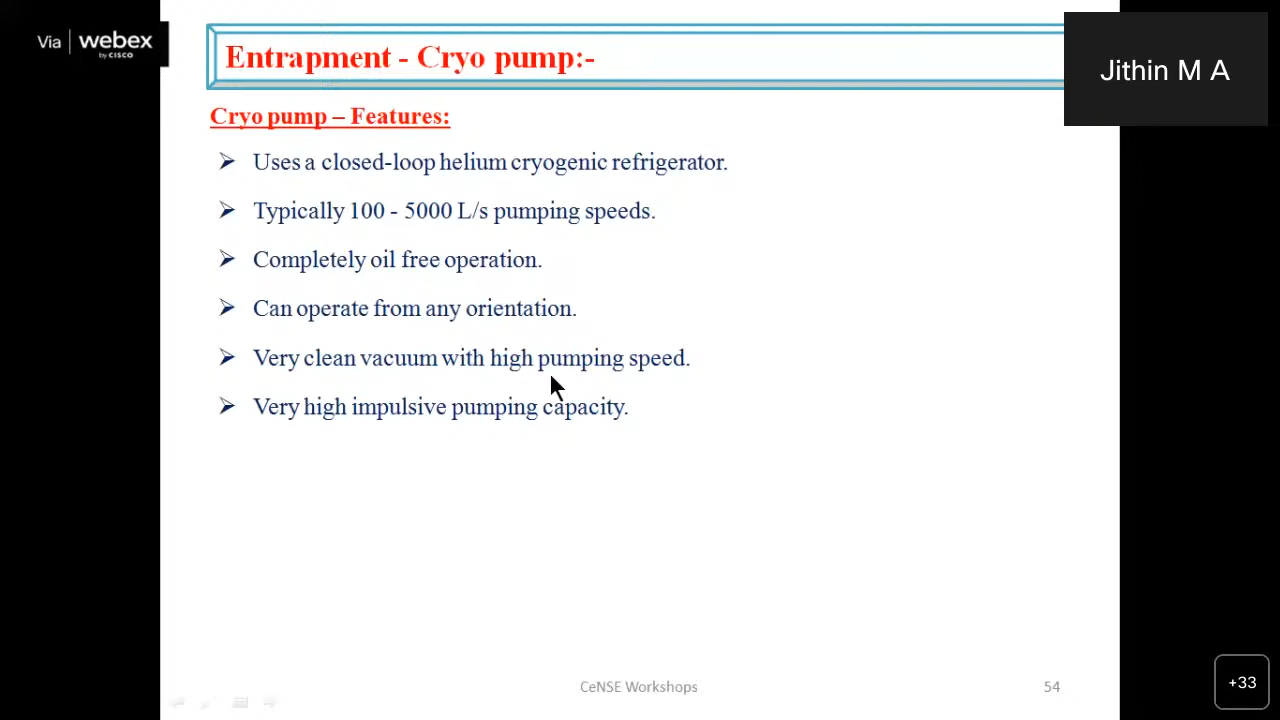 Via webex
by CISCO
Entrapment - Cryo pump:-
Jithin M A
Cryo pump – Features:
Uses a closed-loop helium cryogenic refrigerator.
Typically 100 - 5000 L/s pumping speeds.
Completely oil free operation.
Can operate from any orientation.
Very clean vacuum with high pumping speed.
Very high impulsive pumping capacity.
CeNSE Workshops
54
+33